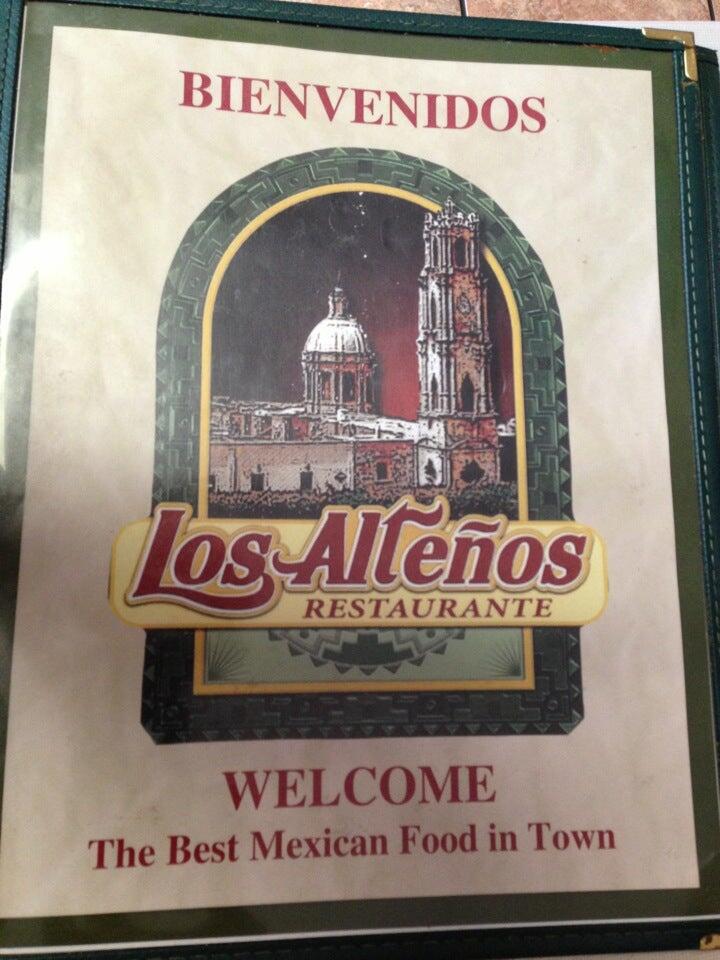 BIENVENIDOS
Los Alteños
RESTAURANTE
WELCOME
The Best Mexican Food in Town